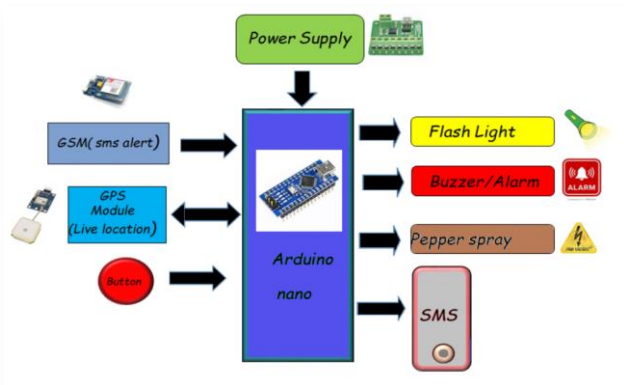 Power Supply
GSM( sms alert)
GPS
Module
(Live location)
Button
Arduino
nano
Flash Light
Buzzer/Alarm
ALARM
Pepper spray
SMS